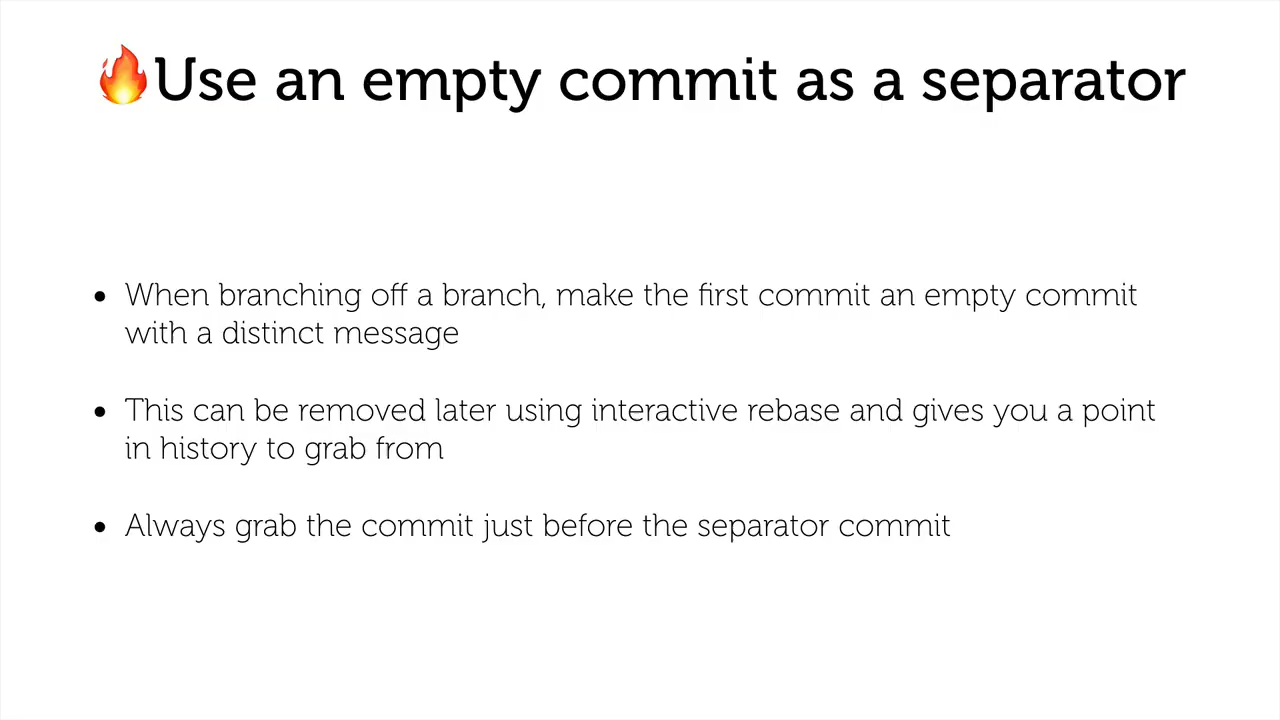 🔥Use an empty commit as a separator
• When branching off a branch, make the first commit an empty commit
with a distinct message
• This can be removed later using interactive rebase and gives you a point
in history to grab from
• Always grab the commit just before the separator commit